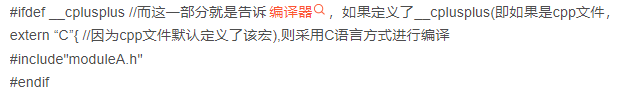 #ifdef __cplusplus //而这一部分就是告诉 编译器 ，如果定义了__cplusplus(即如果是cpp文件，
extern “C”{ //因为cpp文件默认定义了该宏),则采用C语言方式进行编译
#include"moduleA.h"
#endif